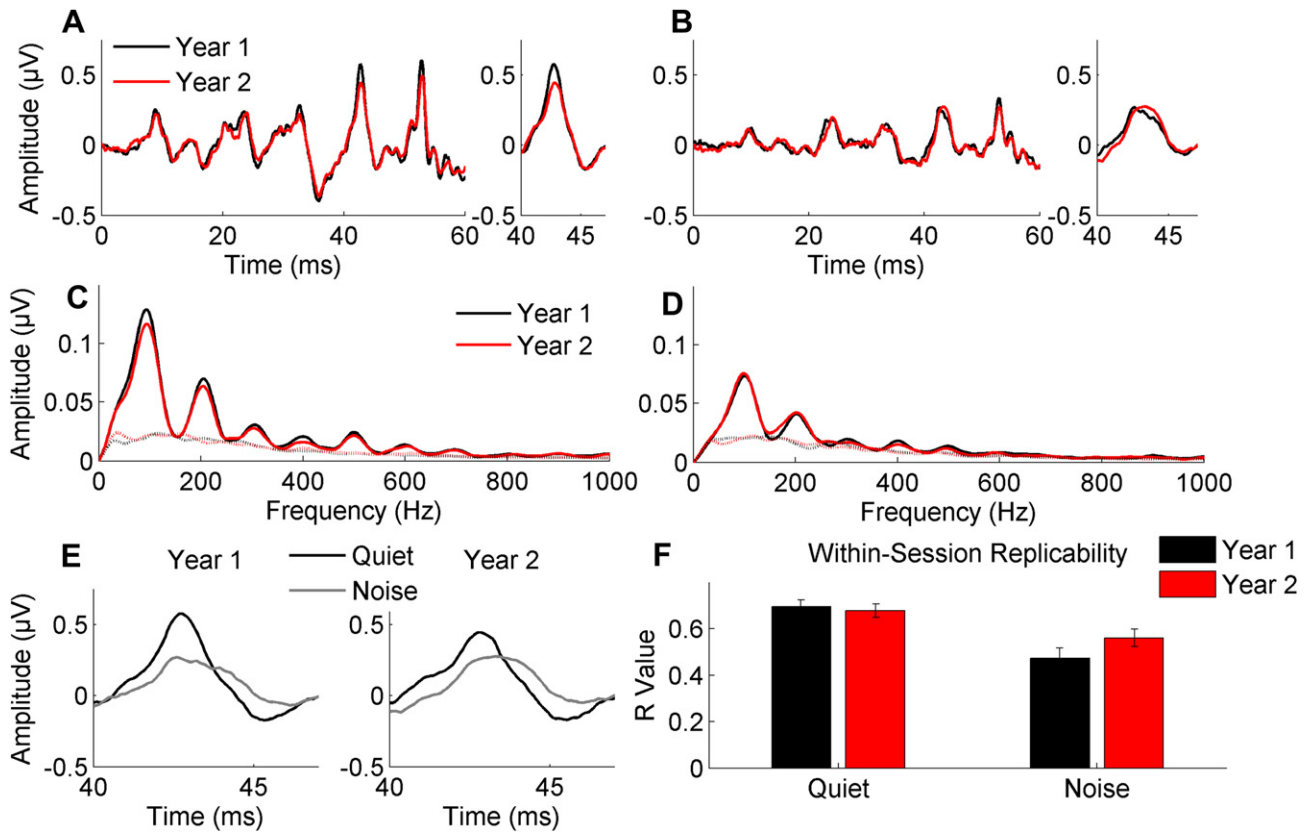 A
Year 1
Year 2
Amplitude (µV)
0.5
0
-0.5
0 20 40 60
Time (ms)
0.5
0
-0.5
40 45
B
0.5
0
-0.5
0 20 40 60
Time (ms)
0.5
0
-0.5
40 45
C
Year 1
Year 2
Amplitude (µV)
0.1
0.05
0
0 200 400 600 800 1000
Frequency (Hz)
D
0.1
0.05
0
0 200 400 600 800 1000
Frequency (Hz)
E
Year 1
Quiet
Noise
Year 2
Amplitude (µV)
0.5
0
-0.5
40 45
Time (ms)
0.5
0
-0.5
40 45
Time (ms)
F
Within-Session Replicability
Year 1
Year 2
R Value
0.6
0.4
0.2
0
Quiet Noise